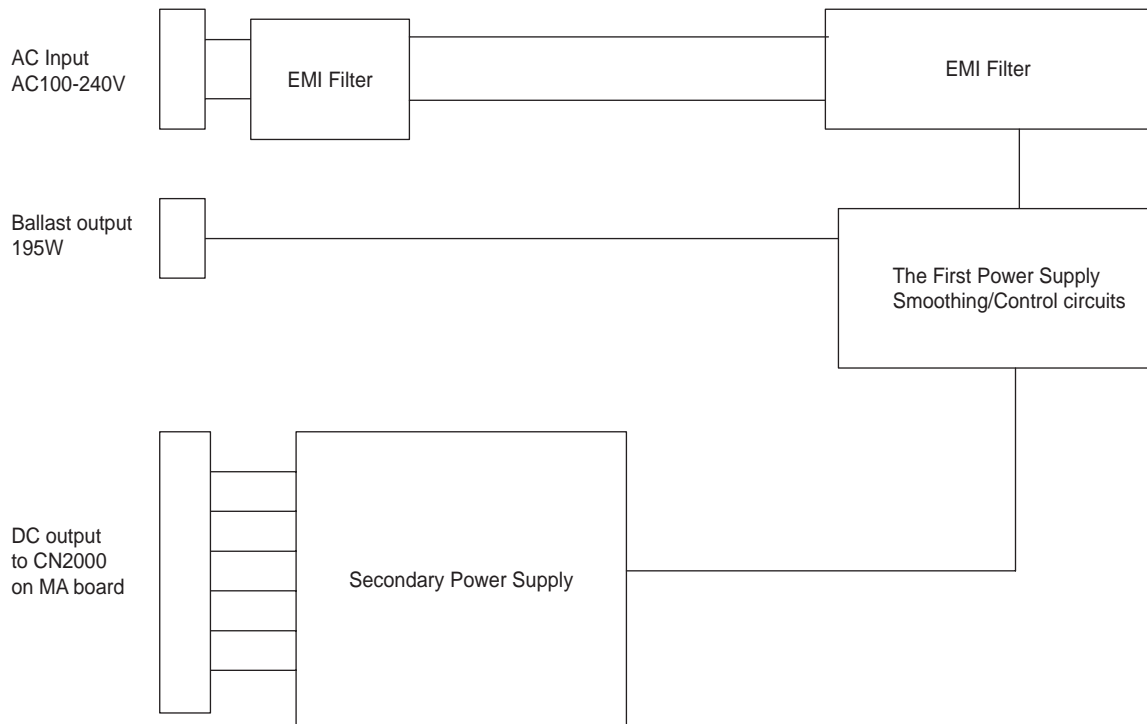 AC Input
AC100-240V
EMI Filter
EMI Filter
Ballast output
195W
The First Power Supply
Smoothing/Control circuits
DC output
to CN2000
on MA board
Secondary Power Supply